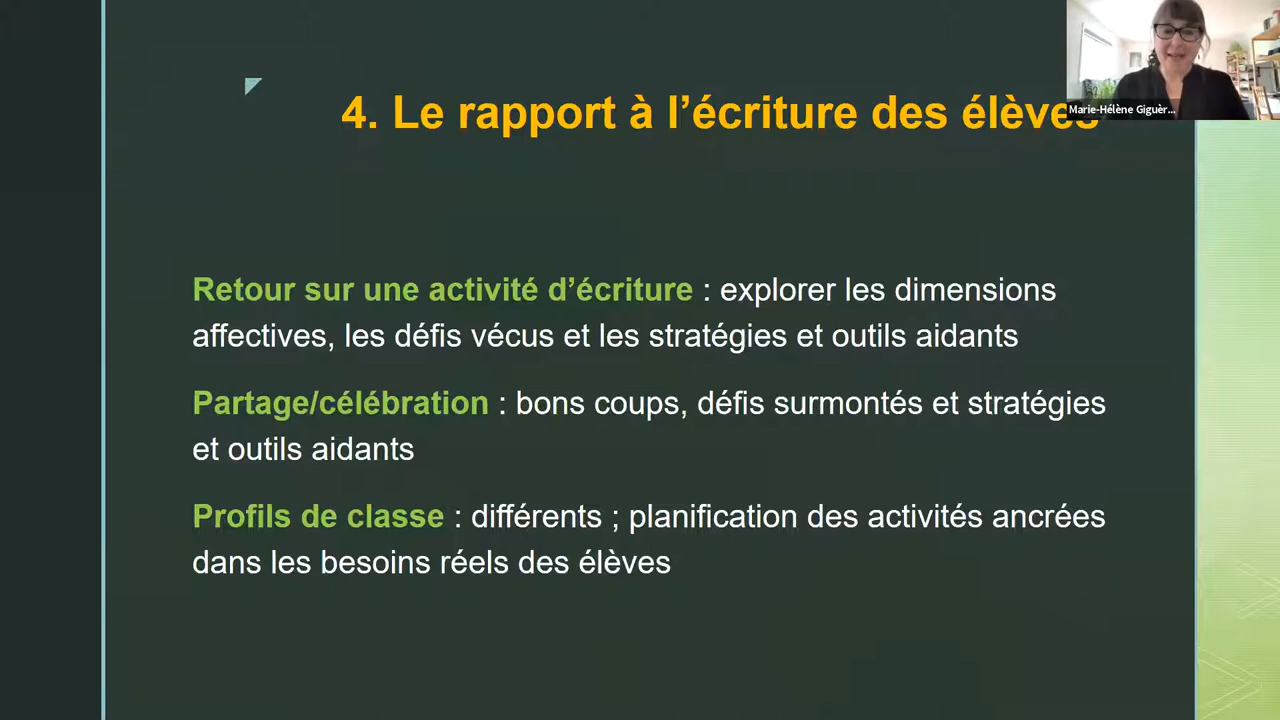 Marie-Hélène Giguèr...
4. Le rapport à l’écriture des élèves
Retour sur une activité d’écriture : explorer les dimensions
affectives, les défis vécus et les stratégies et outils aidants
Partage/célébration : bons coups, défis surmontés et stratégies
et outils aidants
Profils de classe : différents ; planification des activités ancrées
dans les besoins réels des élèves